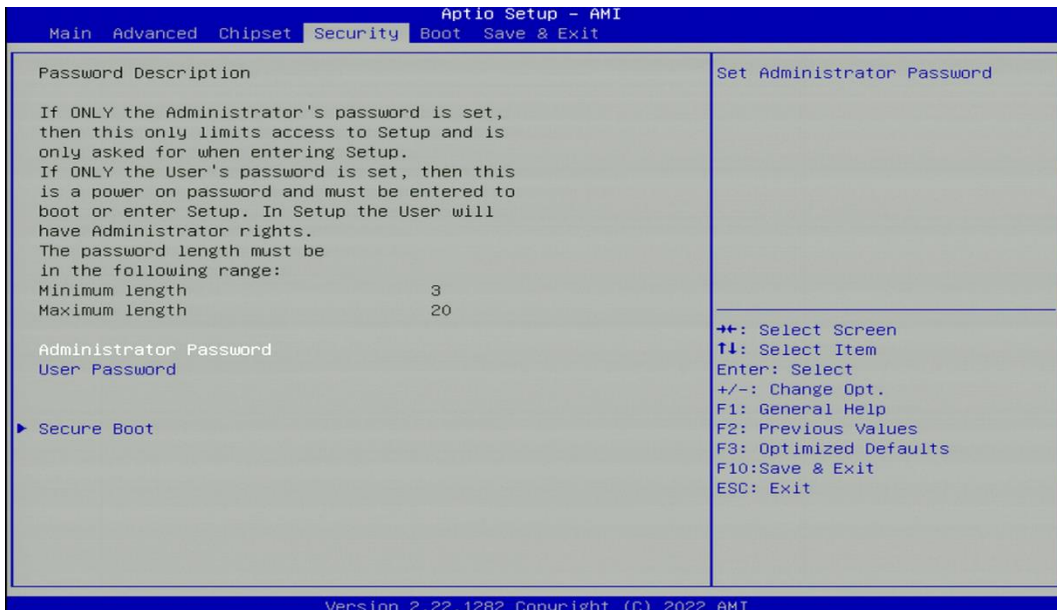 Aptio Setup – AMI
Main Advanced Chipset Security Boot Save & Exit
Password Description
If ONLY the Administrator's password is set,
then this only limits access to Setup and is
only asked for when entering Setup.
If ONLY the User's password is set, then this
is a power on password and must be entered to
boot or enter Setup. In Setup the User will
have Administrator rights.
The password length must be
in the following range:
Minimum length 3
Maximum length 20
Administrator Password
User Password
Secure Boot
Set Administrator Password
→←: Select Screen
↑↓: Select Item
Enter: Select
+/-: Change Opt.
F1: General Help
F2: Previous Values
F3: Optimized Defaults
F10:Save & Exit
ESC: Exit
Version 2.22.1282 Copyright (C) 2022 AMI